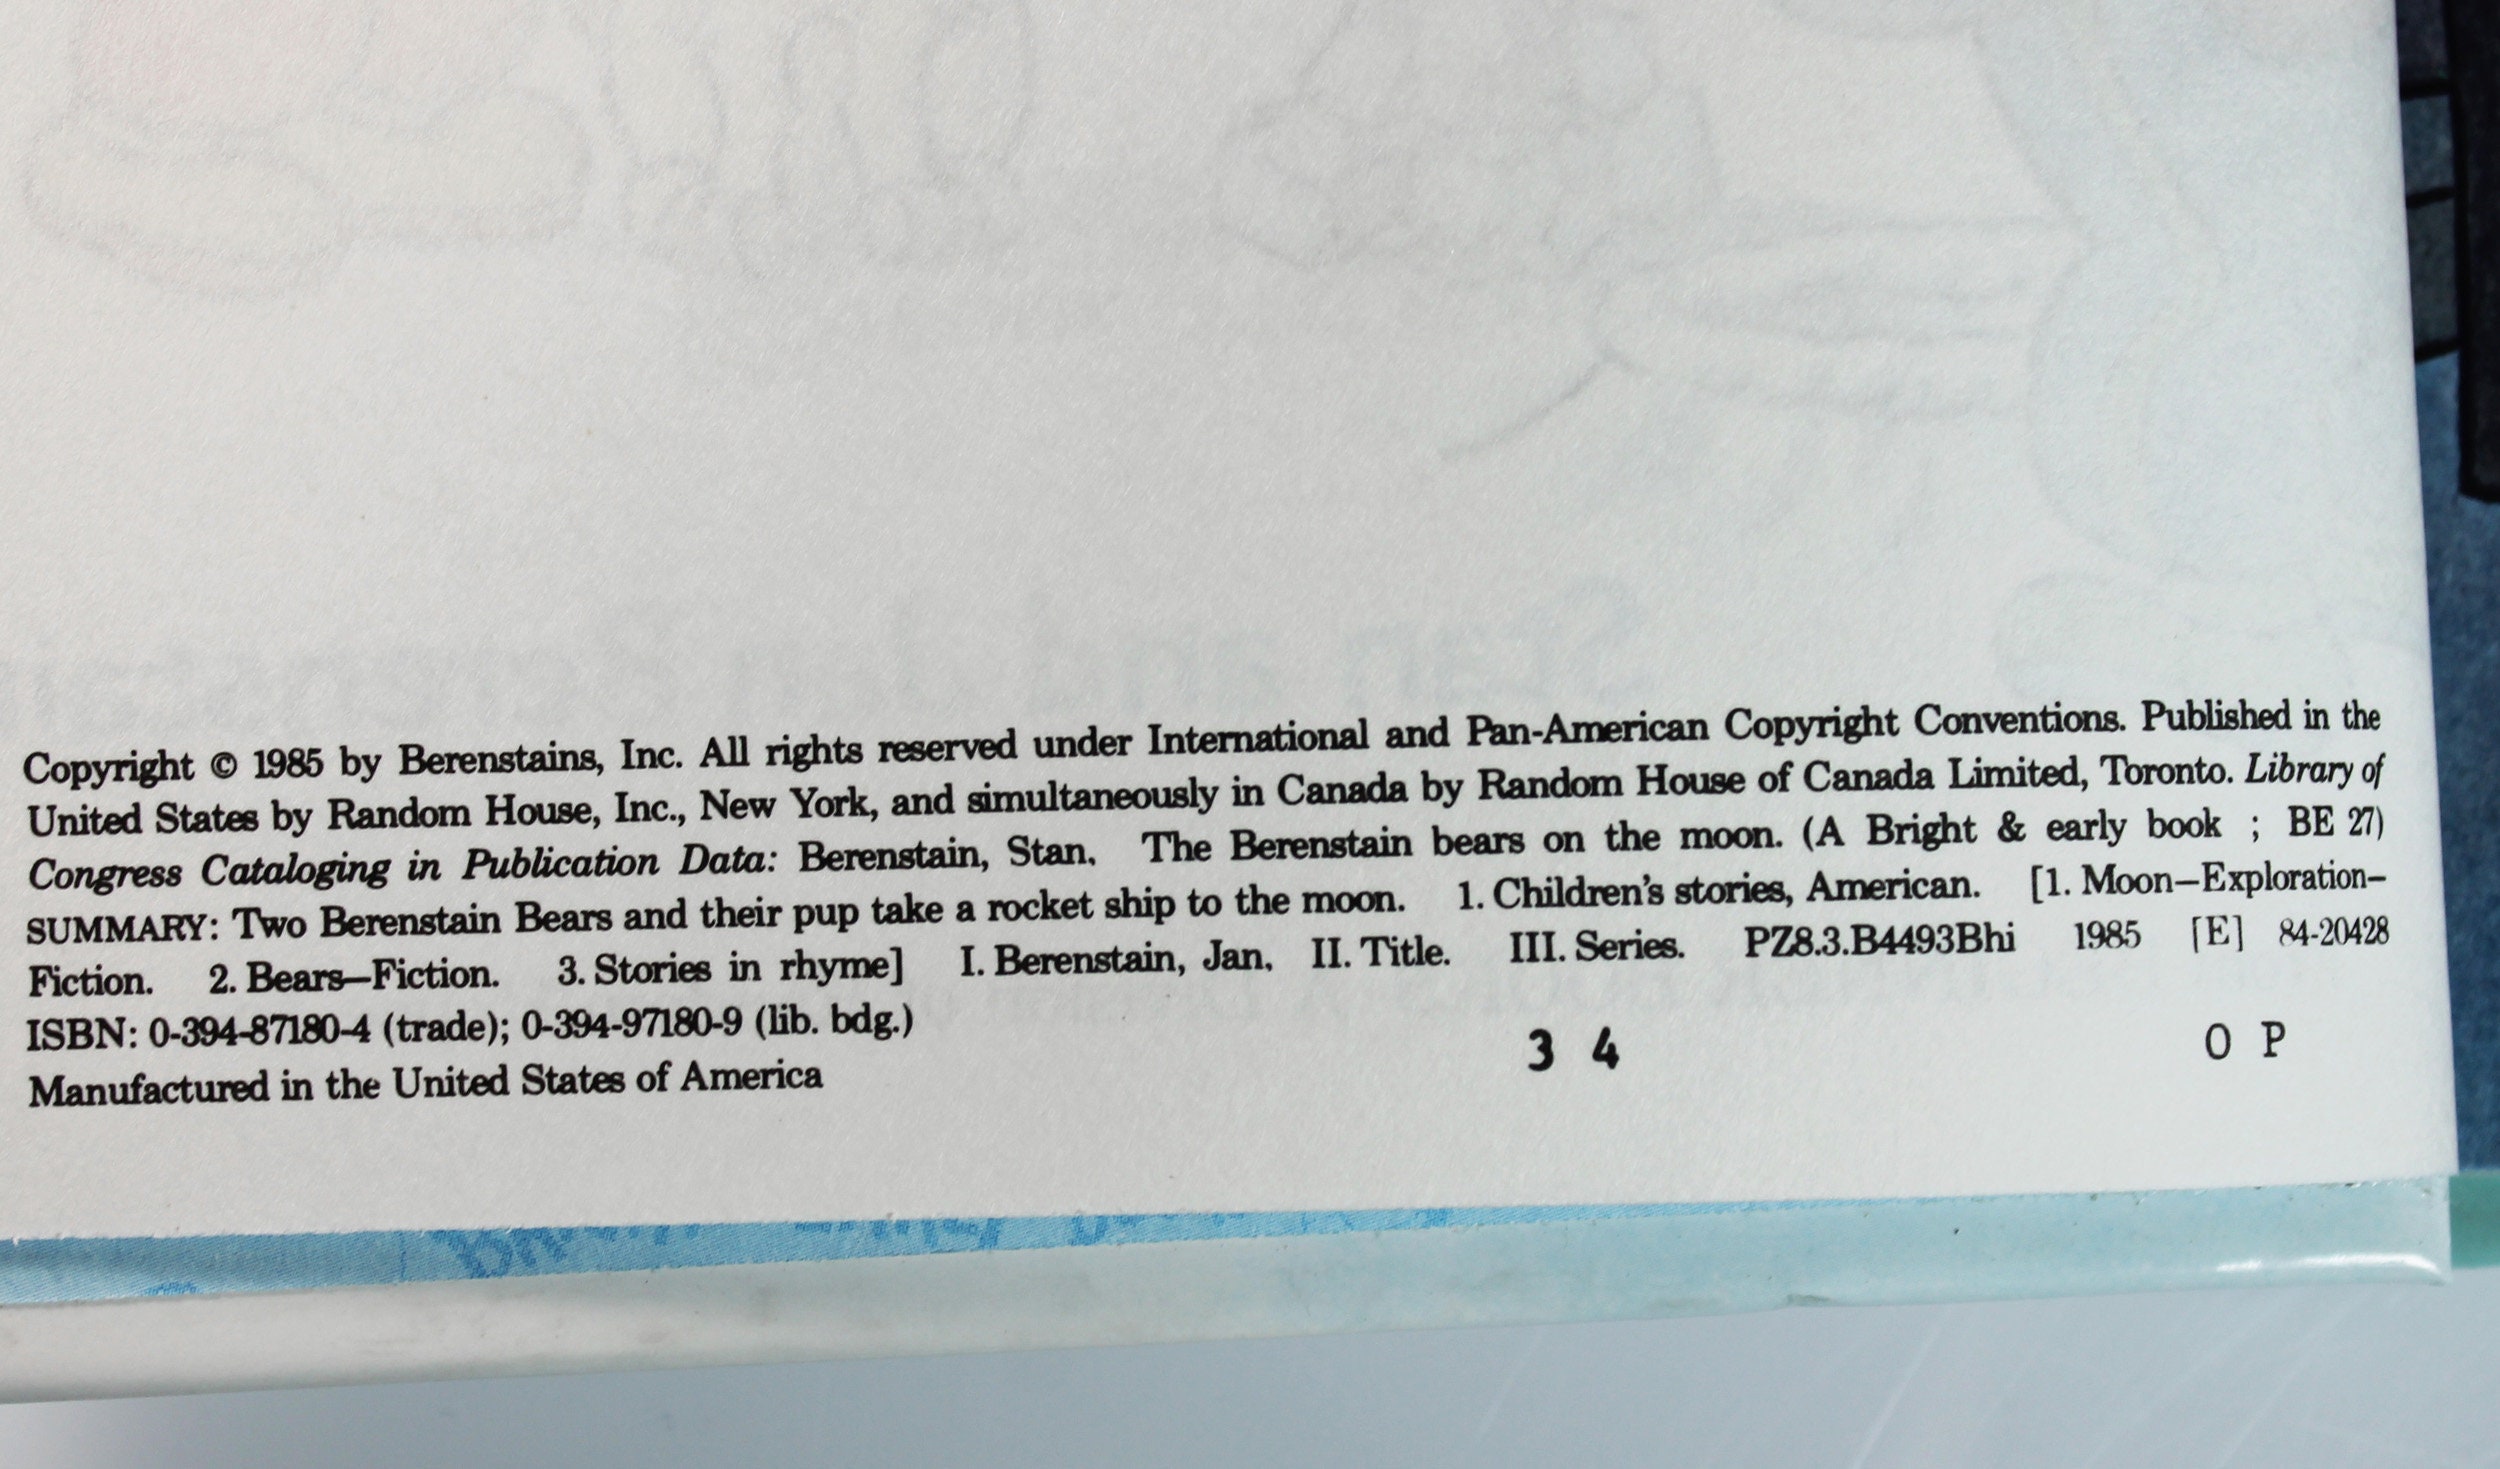 Copyright © 1985 by Berenstains, Inc. All rights reserved under International and Pan-American Copyright Conventions. Published in the
United States by Random House, Inc., New York, and simultaneously in Canada by Random House of Canada Limited, Toronto. Library of
Congress Cataloging in Publication Data: Berenstain, Stan. The Berenstain bears on the moon. (A Bright & early book ; BE 27)
SUMMARY: Two Berenstain Bears and their pup take a rocket ship to the moon. 1. Children's stories, American. [1. Moon—Exploration—
Fiction. 2. Bears—Fiction. 3. Stories in rhyme] I. Berenstain, Jan. II. Title. III. Series. PZ8.3.B4493Bhi 1985 [E] 84-20428
ISBN: 0-394-87180-4 (trade); 0-394-97180-9 (lib. bdg.)
Manufactured in the United States of America 3 4 O P